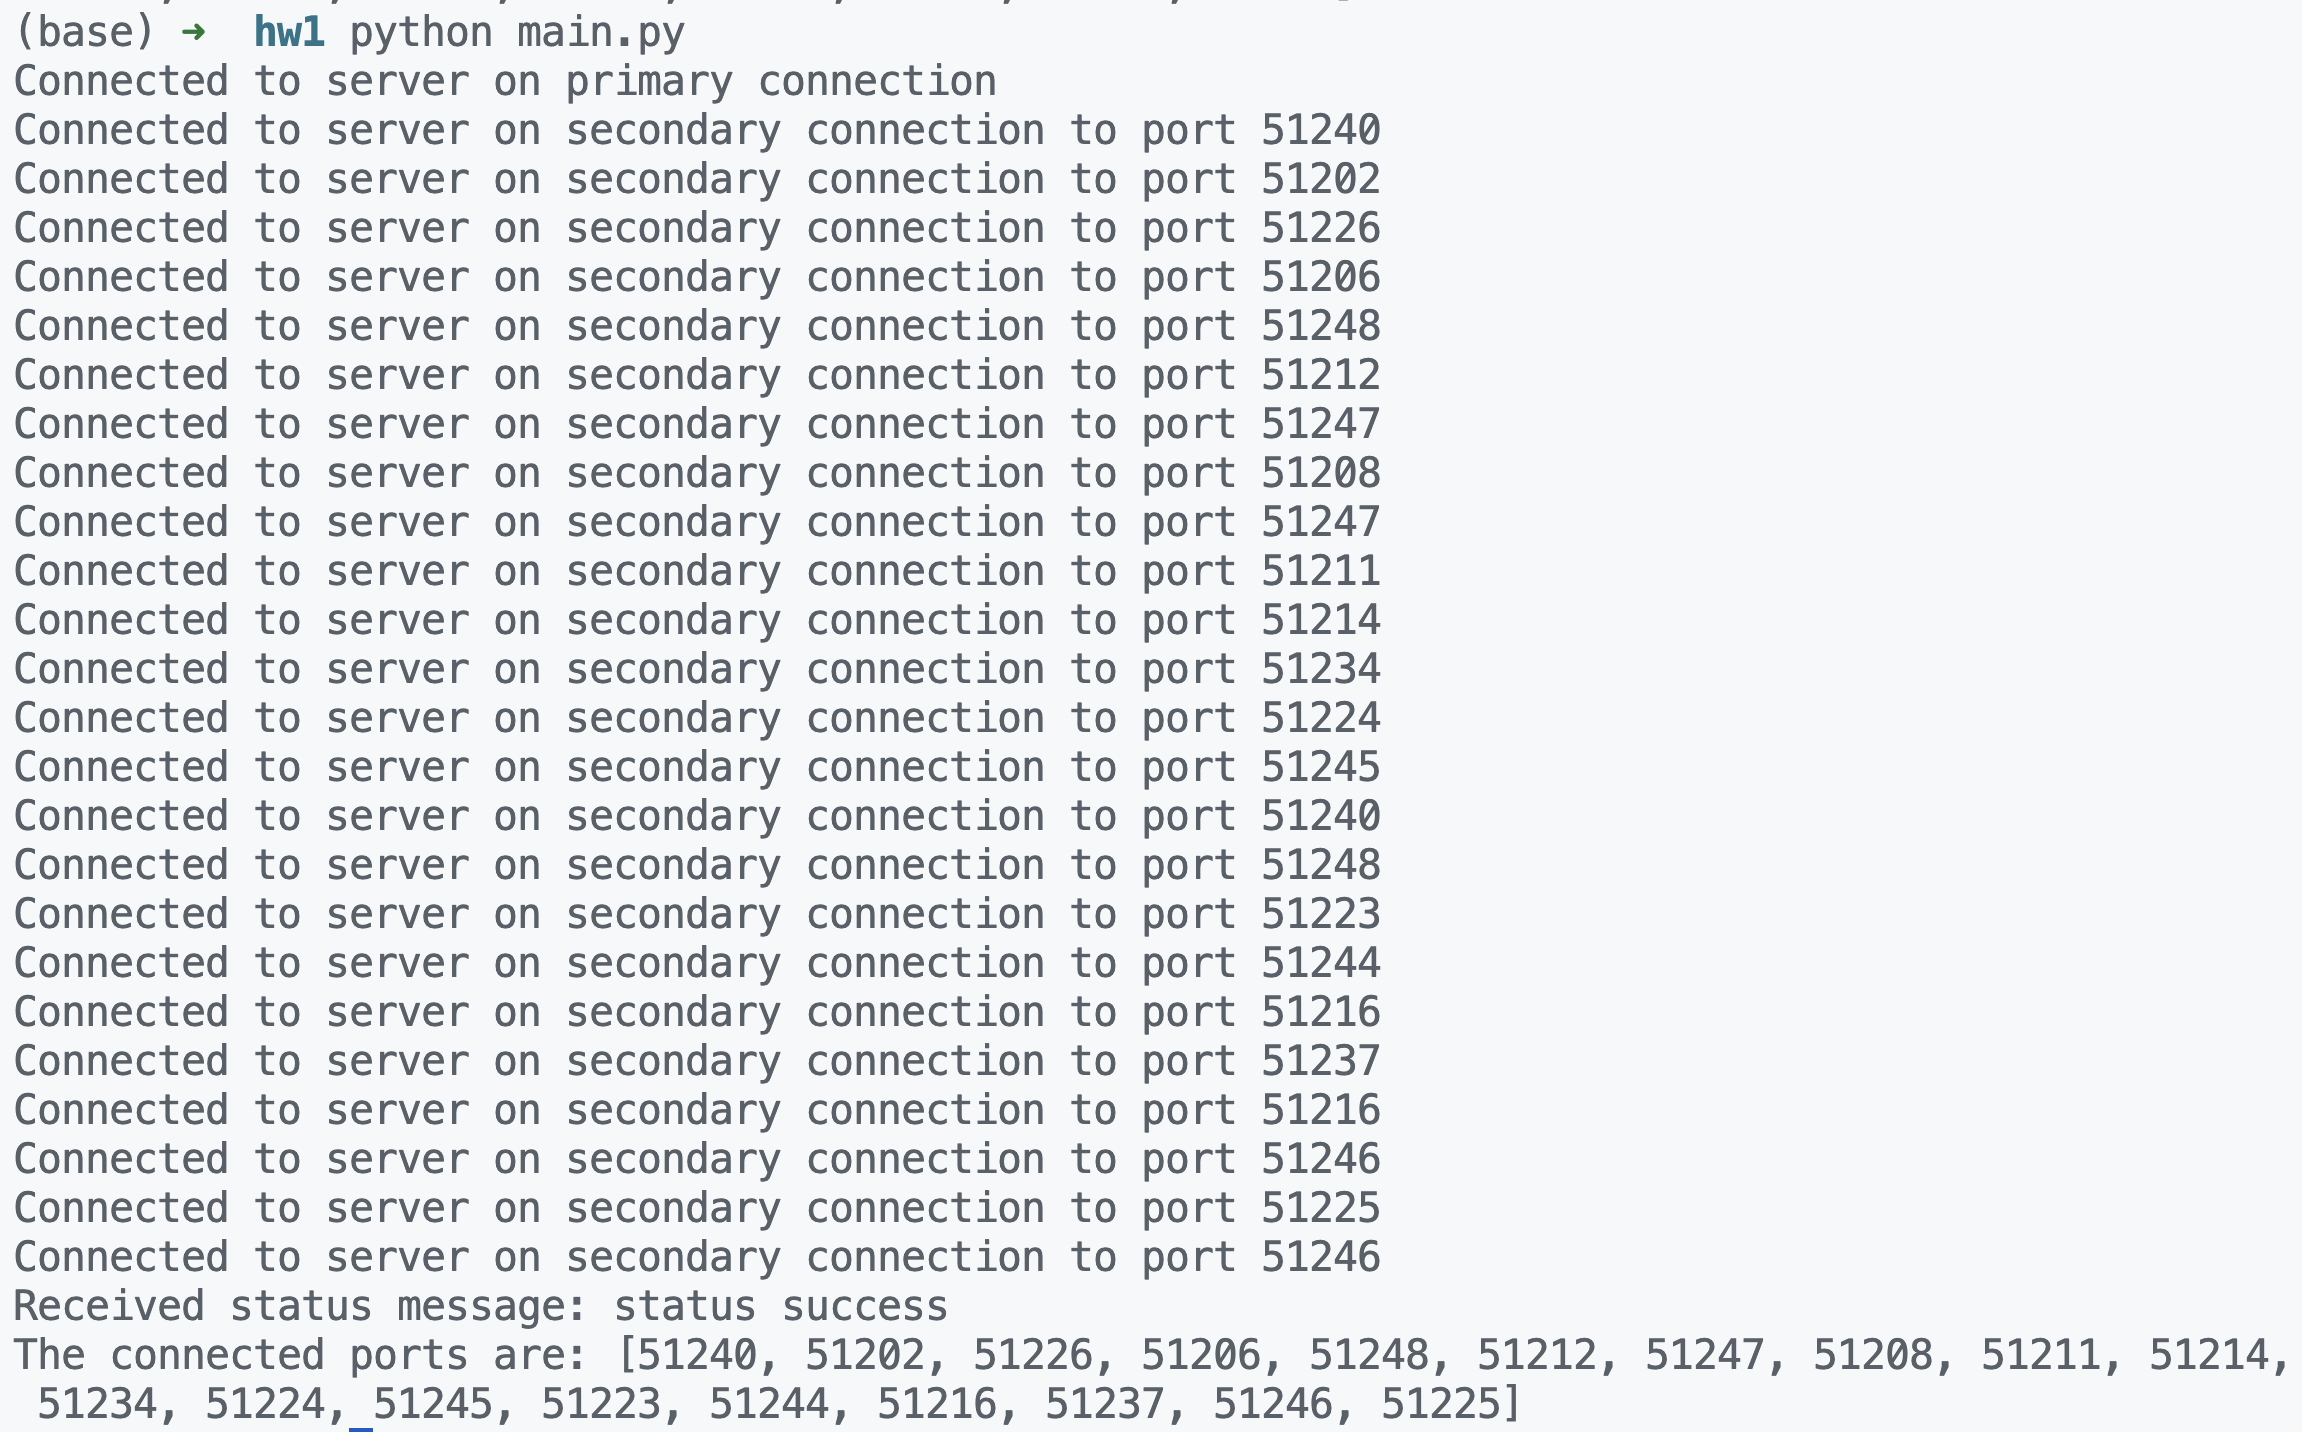 (base) ➜  hw1 python main.py
Connected to server on primary connection
Connected to server on secondary connection to port 51240
Connected to server on secondary connection to port 51202
Connected to server on secondary connection to port 51226
Connected to server on secondary connection to port 51206
Connected to server on secondary connection to port 51248
Connected to server on secondary connection to port 51212
Connected to server on secondary connection to port 51247
Connected to server on secondary connection to port 51208
Connected to server on secondary connection to port 51247
Connected to server on secondary connection to port 51211
Connected to server on secondary connection to port 51214
Connected to server on secondary connection to port 51234
Connected to server on secondary connection to port 51224
Connected to server on secondary connection to port 51245
Connected to server on secondary connection to port 51240
Connected to server on secondary connection to port 51248
Connected to server on secondary connection to port 51223
Connected to server on secondary connection to port 51244
Connected to server on secondary connection to port 51216
Connected to server on secondary connection to port 51237
Connected to server on secondary connection to port 51216
Connected to server on secondary connection to port 51246
Connected to server on secondary connection to port 51225
Connected to server on secondary connection to port 51246
Received status message: status success
The connected ports are: [51240, 51202, 51226, 51206, 51248, 51212, 51247, 51208, 51211, 51214,
 51234, 51224, 51245, 51223, 51244, 51216, 51237, 51246, 51225]